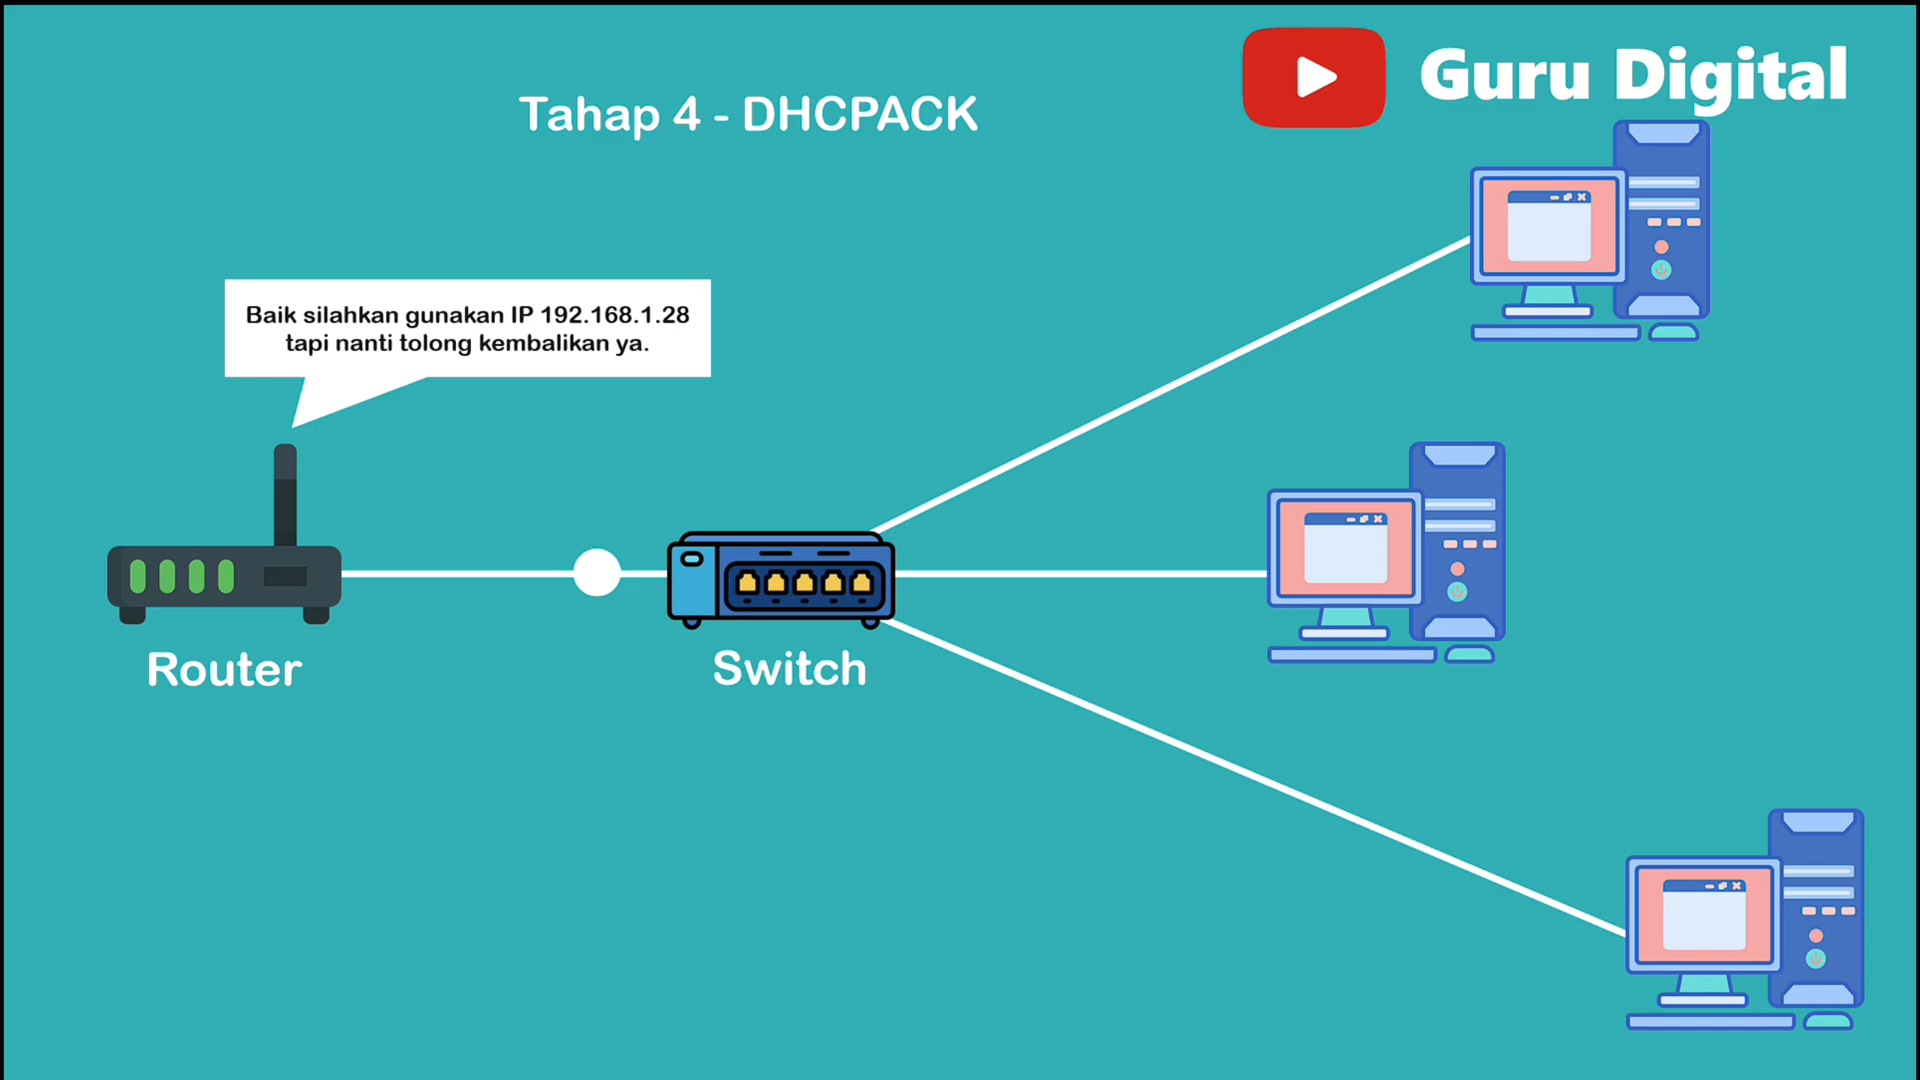 Guru Digital
Tahap 4 - DHCPACK
Baik silahkan gunakan IP 192.168.1.28
tapi nanti tolong kembalikan ya.
Router
Switch